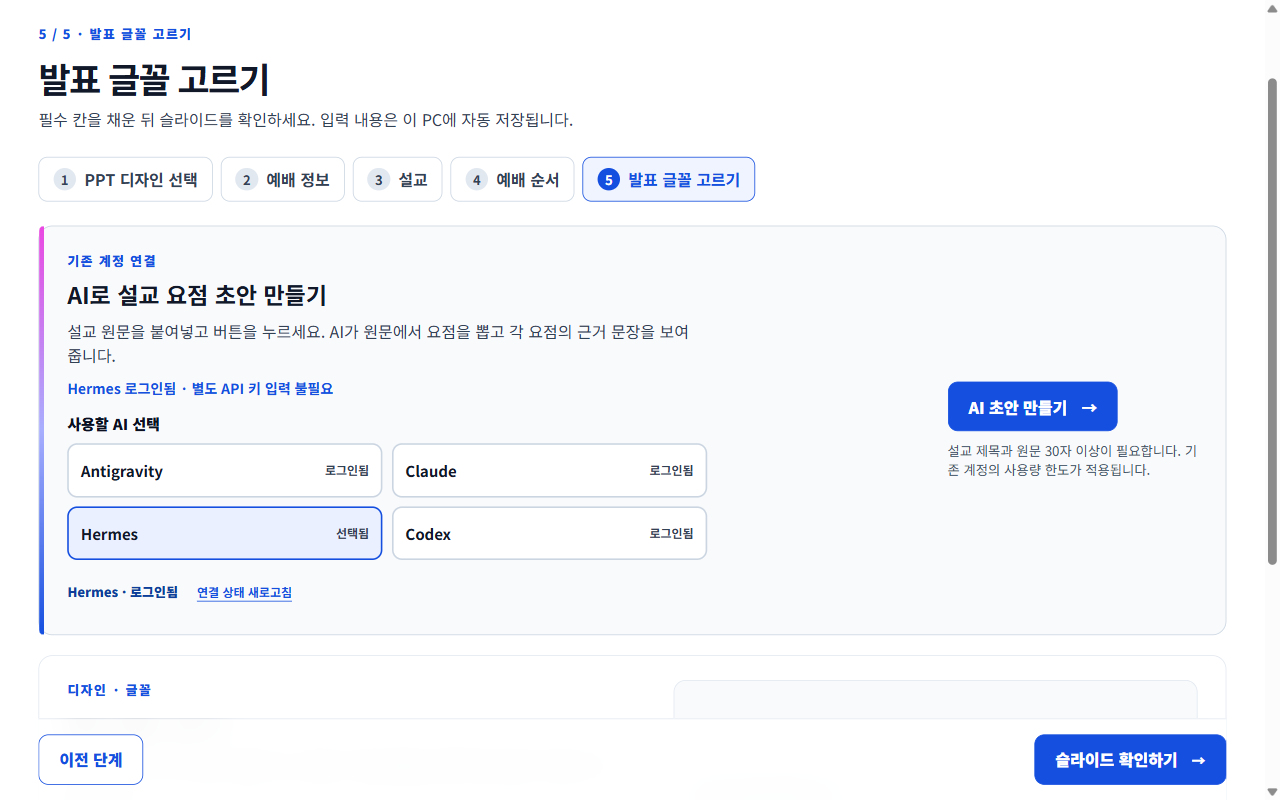 5 / 5 · 발표 글꼴 고르기
발표 글꼴 고르기
필수 칸을 채운 뒤 슬라이드를 확인하세요. 입력 내용은 이 PC에 자동 저장됩니다.
1 PPT 디자인 선택
2 예배 정보
3 설교
4 예배 순서
5 발표 글꼴 고르기
기존 계정 연결
AI로 설교 요점 초안 만들기
설교 원문을 붙여넣고 버튼을 누르세요. AI가 원문에서 요점을 뽑고 각 요점의 근거 문장을 보여
줍니다.
Hermes 로그인됨 · 별도 API 키 입력 불필요
사용할 AI 선택
Antigravity 로그인됨
Claude 로그인됨
Hermes 선택됨
Codex 로그인됨
Hermes · 로그인됨 연결 상태 새로고침
AI 초안 만들기 →
설교 제목과 원문 30자 이상이 필요합니다. 기
존 계정의 사용량 한도가 적용됩니다.
디자인 · 글꼴
이전 단계
슬라이드 확인하기 →